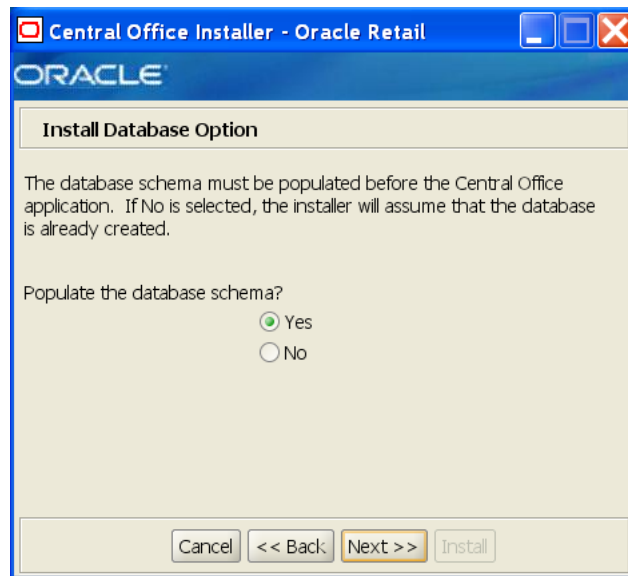 Central Office Installer - Oracle Retail
ORACLE
Install Database Option
The database schema must be populated before the Central Office
application. If No is selected, the installer will assume that the database
is already created.
Populate the database schema?
Yes
No
Cancel << Back Next >> Install